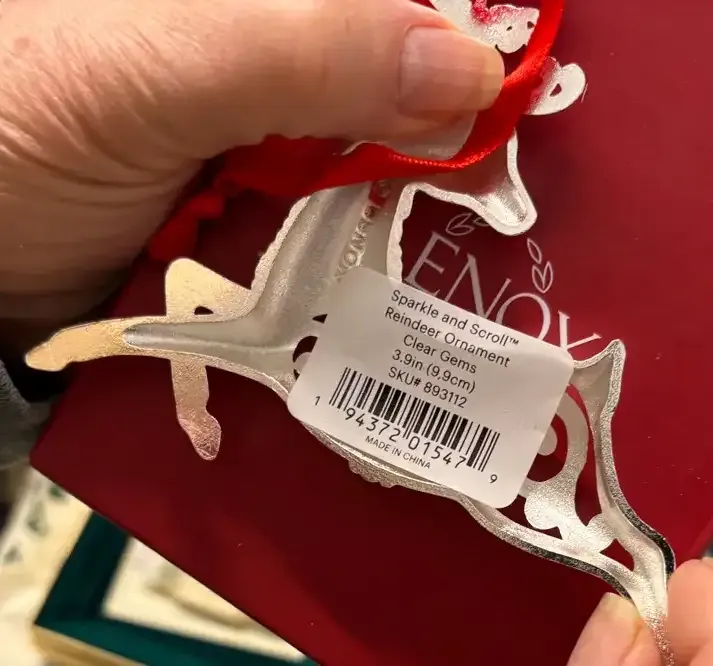 LENOX
Sparkle and Scroll™
Reindeer Ornament
Clear Gems
3.9in (9,9cm)
SKU# 893112
1 94372 01547 9
MADE IN CHINA